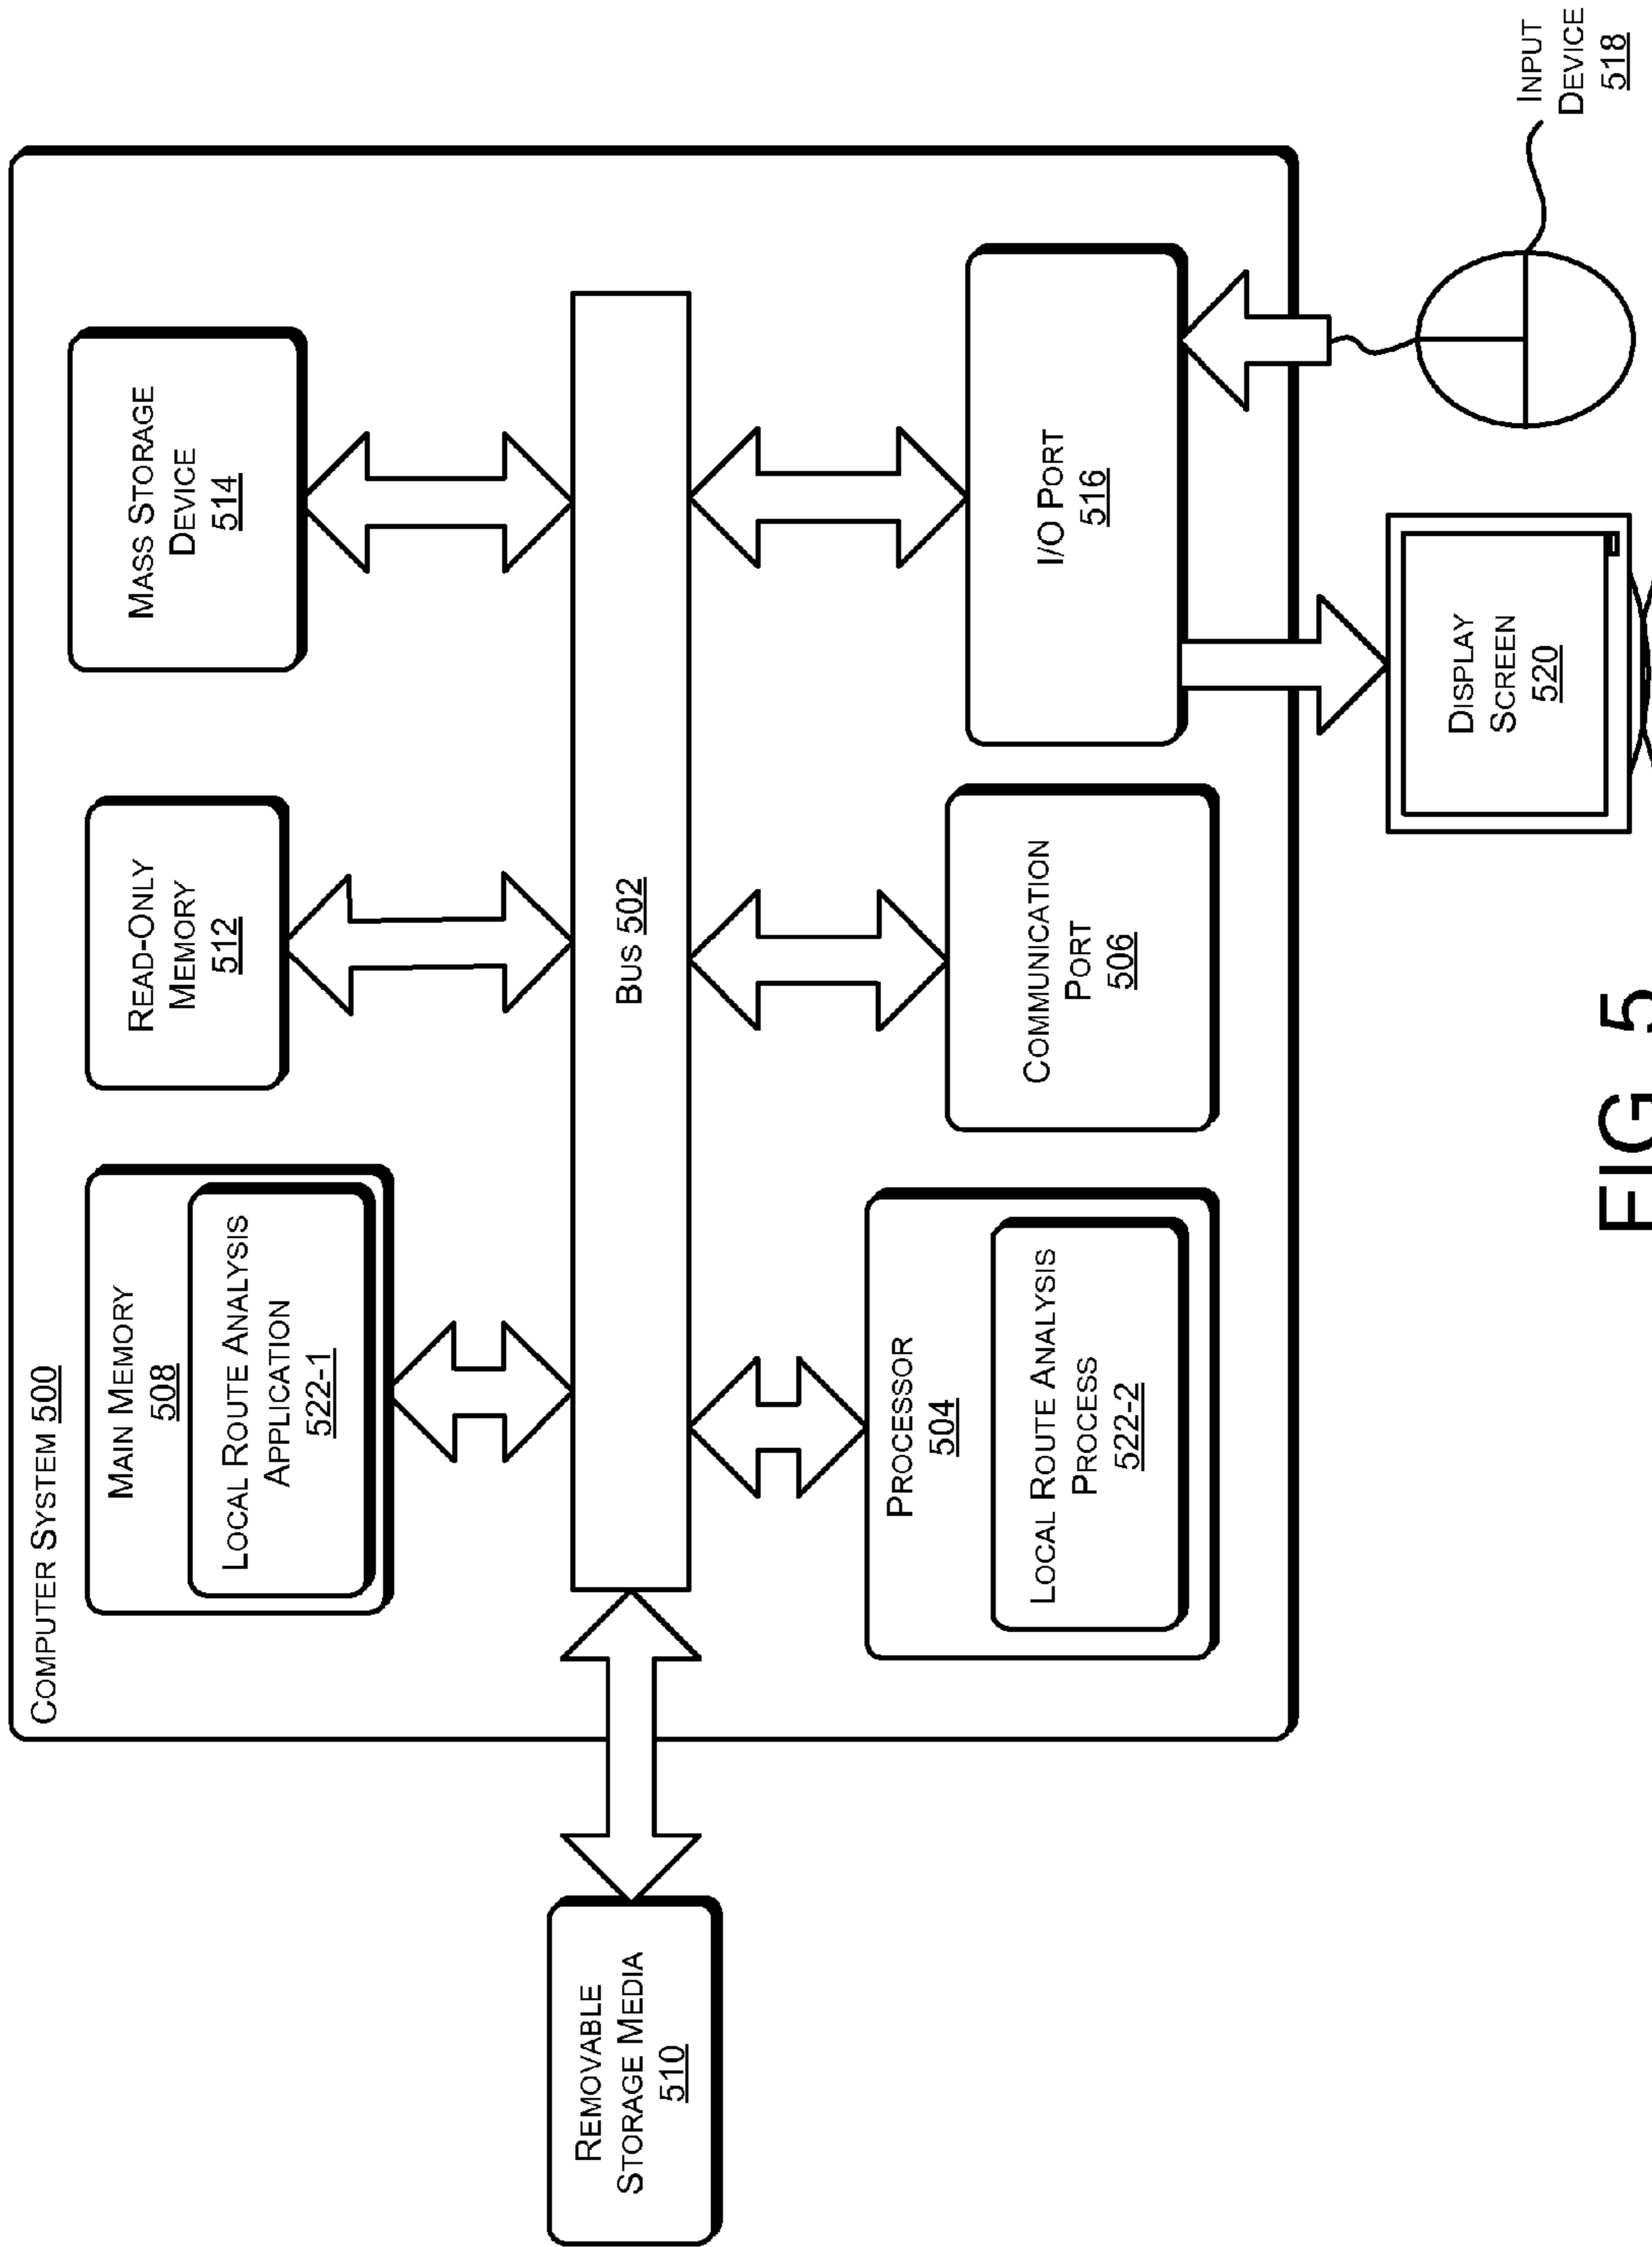 COMPUTER SYSTEM 500
MAIN MEMORY
508
LOCAL ROUTE ANALYSIS
APPLICATION
522-1
READ-ONLY
MEMORY
512
MASS STORAGE
DEVICE
514
REMOVABLE
STORAGE MEDIA
510
BUS 502
PROCESSOR
504
LOCAL ROUTE ANALYSIS
PROCESS
522-2
COMMUNICATION
PORT
506
I/O PORT
516
DISPLAY
SCREEN
520
INPUT
DEVICE
518
FIG. 5